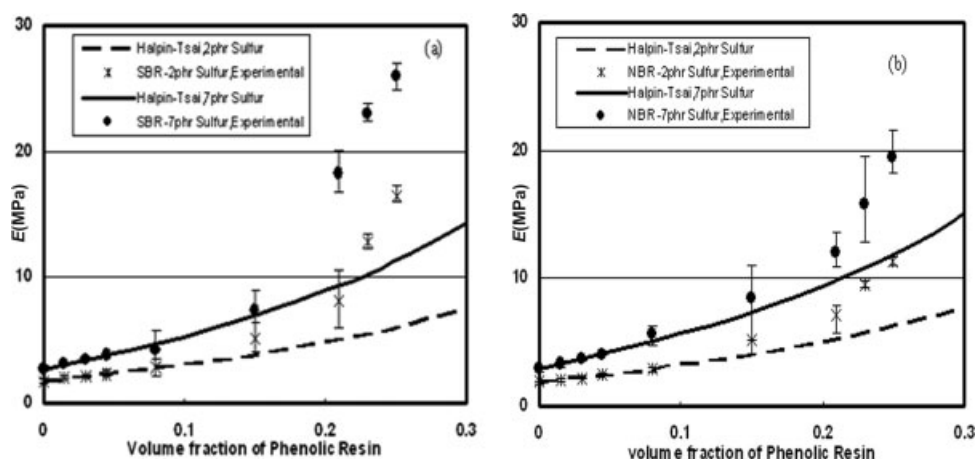 30
20
10
0
E(MPa)
Halpin-Tsai,2phr Sulfur
SBR-2phr Sulfur,Experimental
Halpin-Tsai,7phr Sulfur
SBR-7phr Sulfur,Experimental
(a)
0 0.1 0.2 0.3
Volume fraction of Phenolic Resin
30
20
10
0
E(MPa)
Halpin-Tsai,2phr Sulfur
NBR-2phr Sulfur,Experimental
Halpin-Tsai,7phr Sulfur
NBR-7phr Sulfur,Experimental
(b)
0 0.1 0.2 0.3
volume fraction of Phenolic Resin